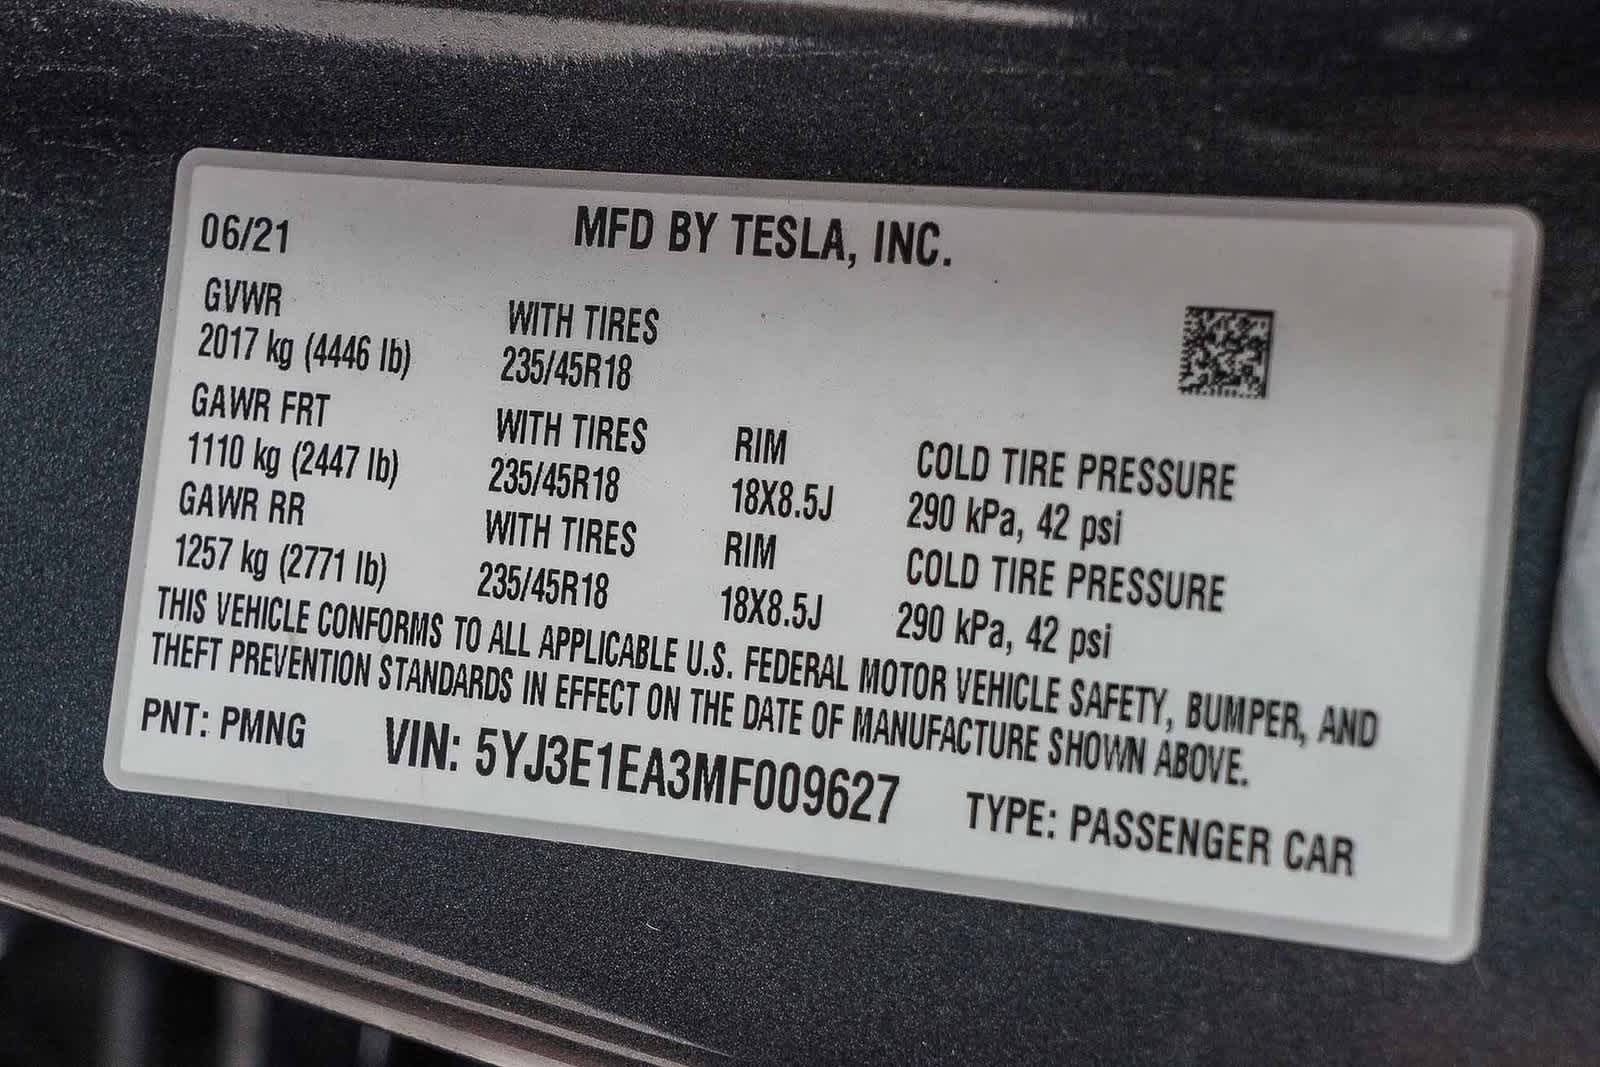 06/21 MFD BY TESLA, INC.
GVWR WITH TIRES
2017 kg (4446 lb) 235/45R18
GAWR FRT WITH TIRES RIM COLD TIRE PRESSURE
1110 kg (2447 lb) 235/45R18 18X8.5J 290 kPa, 42 psi
GAWR RR WITH TIRES RIM COLD TIRE PRESSURE
1257 kg (2771 lb) 235/45R18 18X8.5J 290 kPa, 42 psi
THIS VEHICLE CONFORMS TO ALL APPLICABLE U.S. FEDERAL MOTOR VEHICLE SAFETY, BUMPER, AND
THEFT PREVENTION STANDARDS IN EFFECT ON THE DATE OF MANUFACTURE SHOWN ABOVE.
PNT: PMNG VIN: 5YJ3E1EA3MF009627 TYPE: PASSENGER CAR